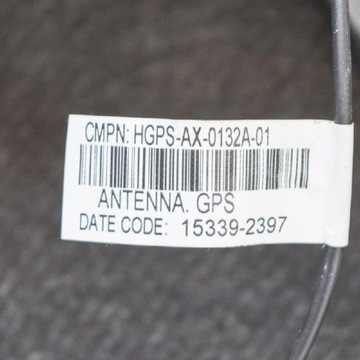 CMPN: HGPS-AX-0132A-01
ANTENNA. GPS
DATE CODE: 15339-2397